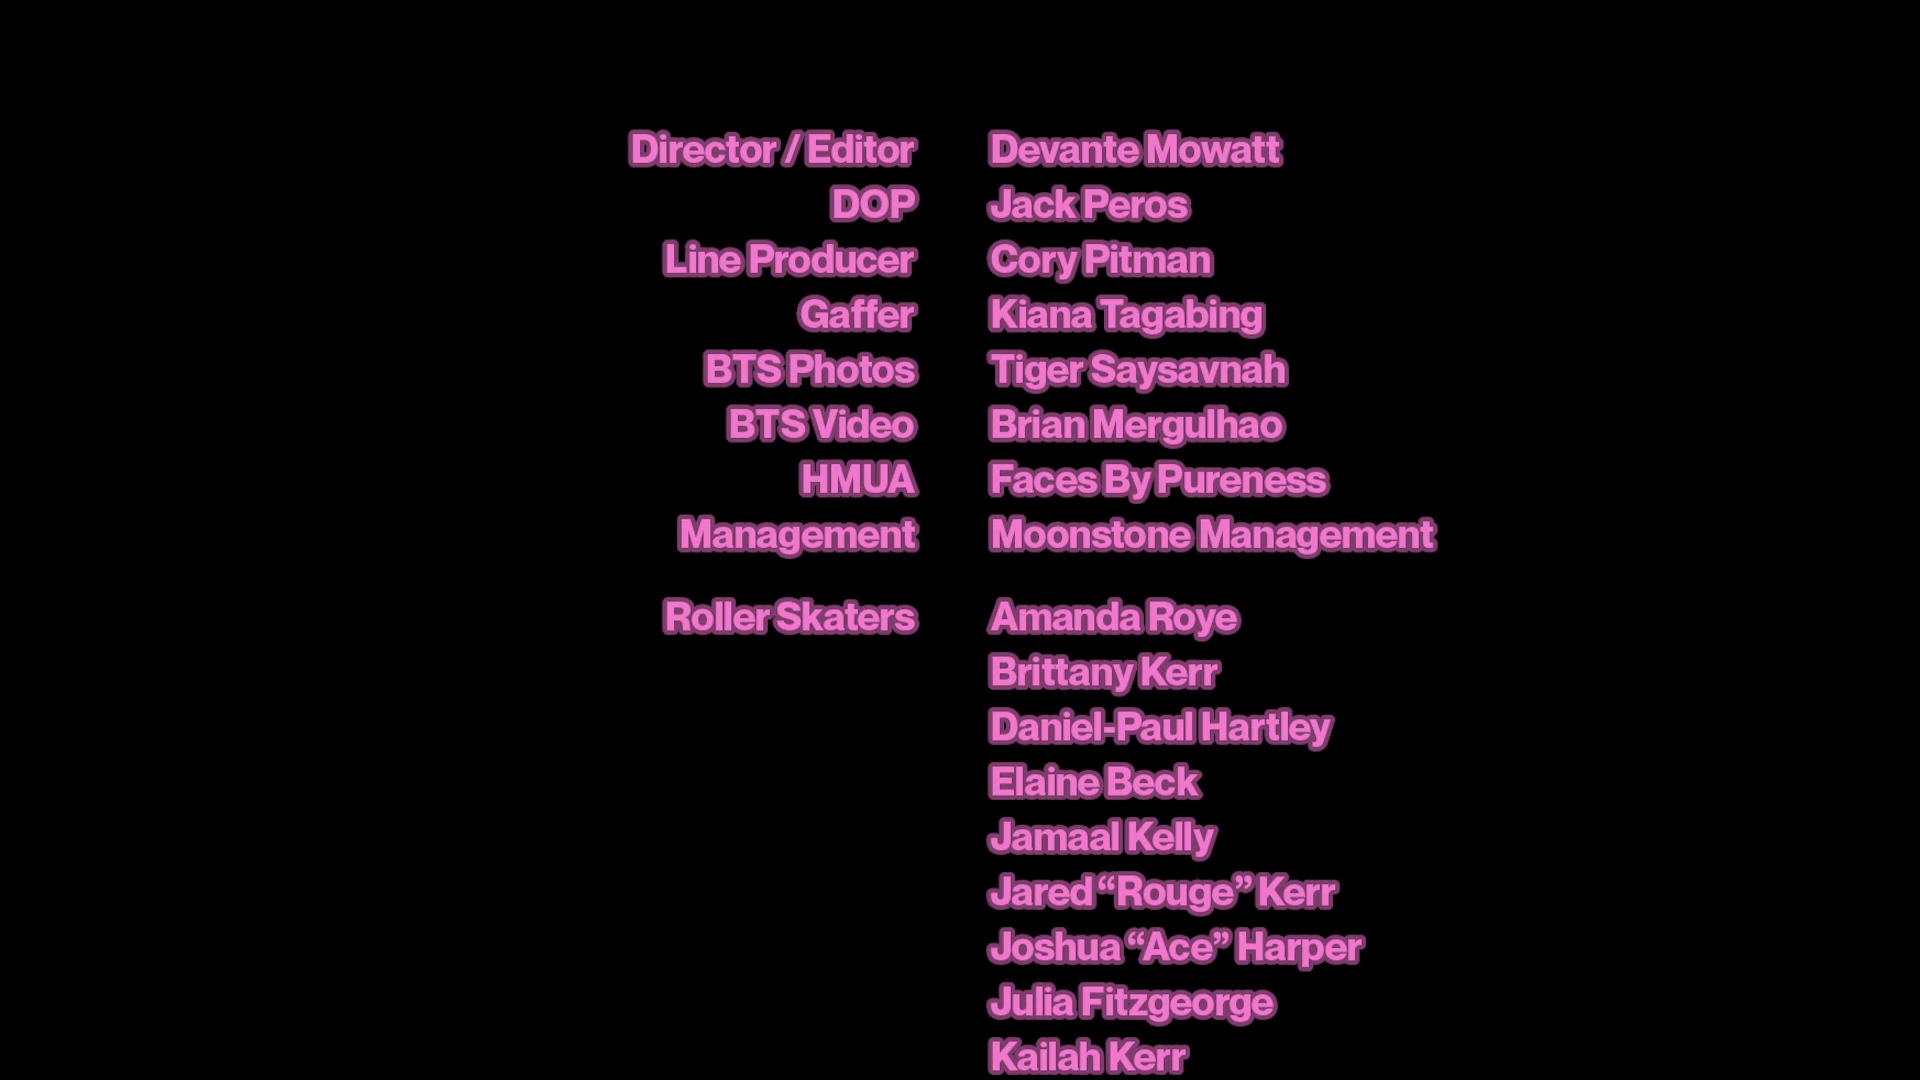 Director / Editor Devante Mowatt
DOP Jack Peros
Line Producer Cory Pitman
Gaffer Kiana Tagabing
BTS Photos Tiger Saysavnah
BTS Video Brian Mergulhao
HMUA Faces By Pureness
Management Moonstone Management
Roller Skaters Amanda Roye
Brittany Kerr
Daniel-Paul Hartley
Elaine Beck
Jamaal Kelly
Jared “Rouge” Kerr
Joshua “Ace” Harper
Julia Fitzgeorge
Kailah Kerr